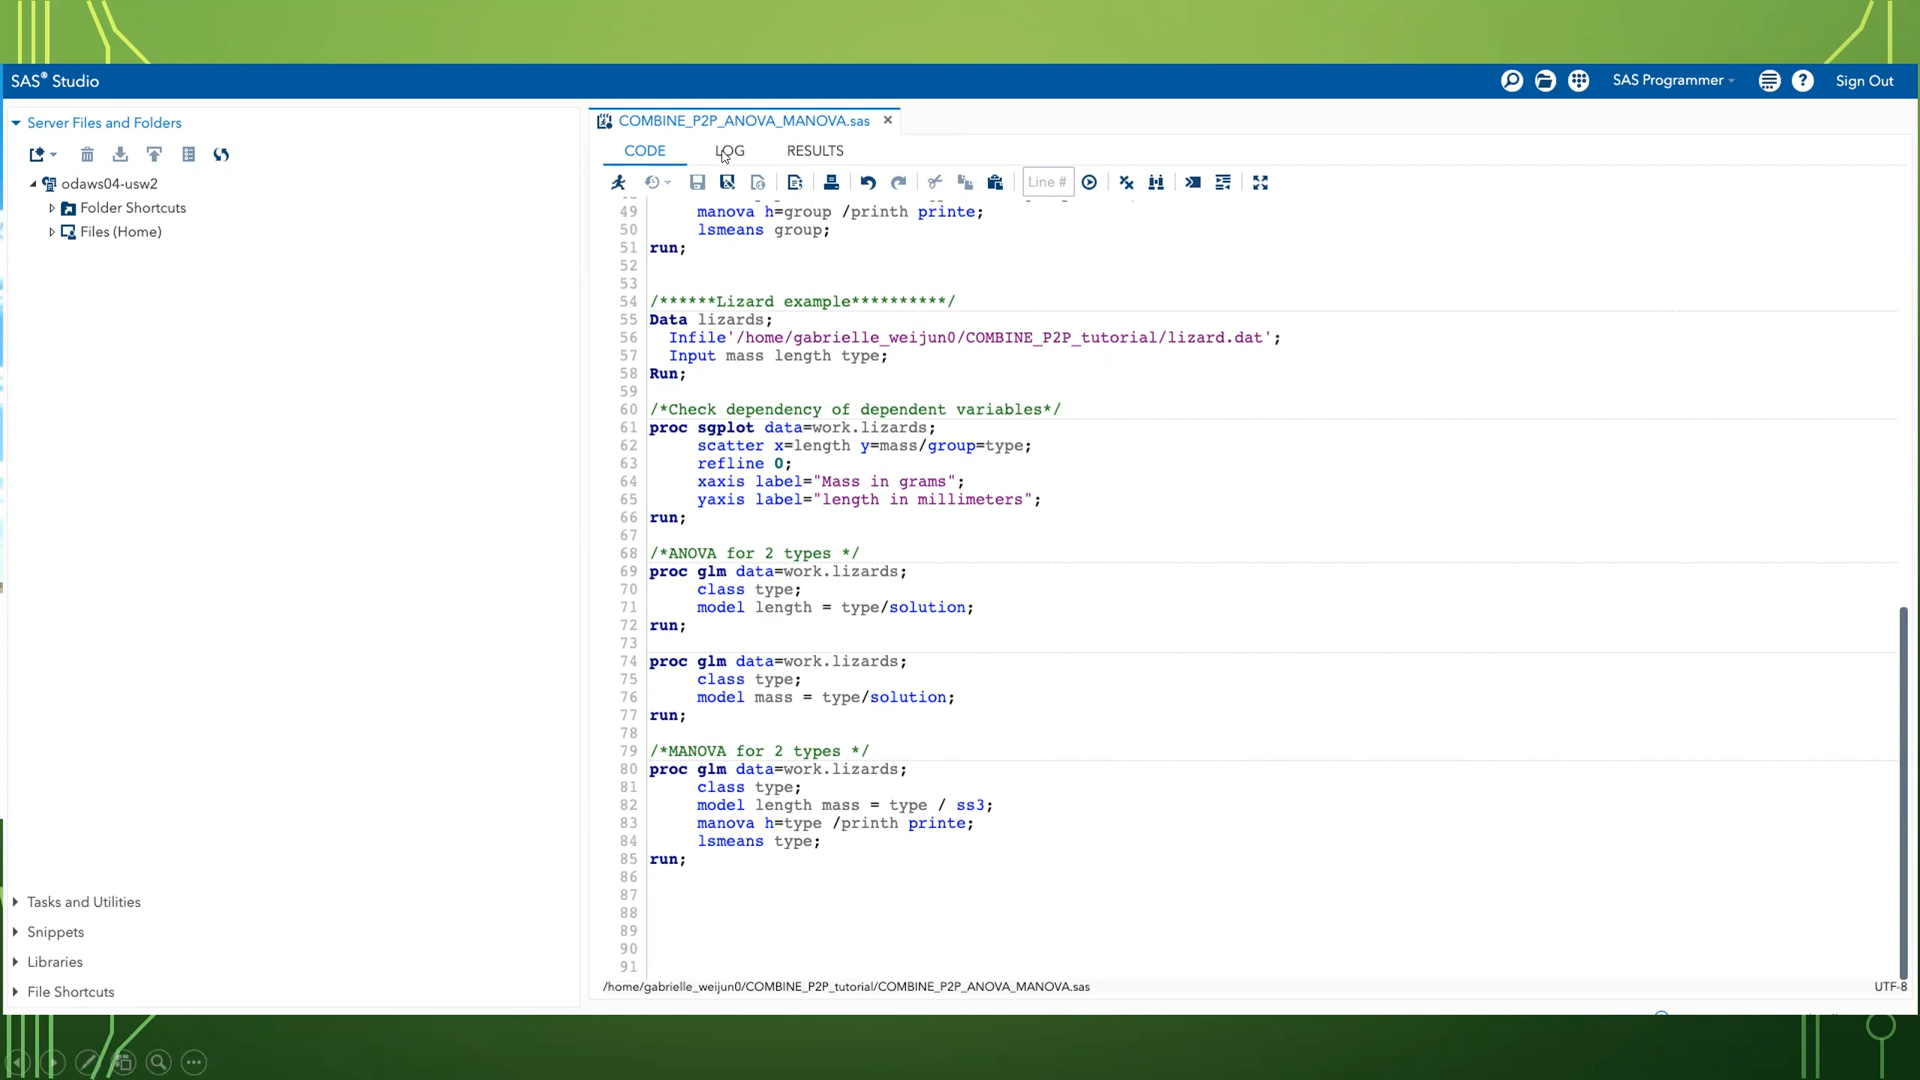 SAS® Studio
SAS Programmer
Sign Out
Server Files and Folders
odaws04-usw2
Folder Shortcuts
Files (Home)
Tasks and Utilities
Snippets
Libraries
File Shortcuts
COMBINE_P2P_ANOVA_MANOVA.sas
CODE LOG RESULTS
Line #
49 manova h=group /printh printe;
50 lsmeans group;
51 run;
52
53
54 /******Lizard example**********/
55 Data lizards;
56 Infile'/home/gabrielle_weijun0/COMBINE_P2P_tutorial/lizard.dat';
57 Input mass length type;
58 Run;
59
60 /*Check dependency of dependent variables*/
61 proc sgplot data=work.lizards;
62 scatter x=length y=mass/group=type;
63 refline 0;
64 xaxis label="Mass in grams";
65 yaxis label="length in millimeters";
66 run;
67
68 /*ANOVA for 2 types */
69 proc glm data=work.lizards;
70 class type;
71 model length = type/solution;
72 run;
73
74 proc glm data=work.lizards;
75 class type;
76 model mass = type/solution;
77 run;
78
79 /*MANOVA for 2 types */
80 proc glm data=work.lizards;
81 class type;
82 model length mass = type / ss3;
83 manova h=type /printh printe;
84 lsmeans type;
85 run;
86
87
88
89
90
91
/home/gabrielle_weijun0/COMBINE_P2P_tutorial/COMBINE_P2P_ANOVA_MANOVA.sas
UTF-8